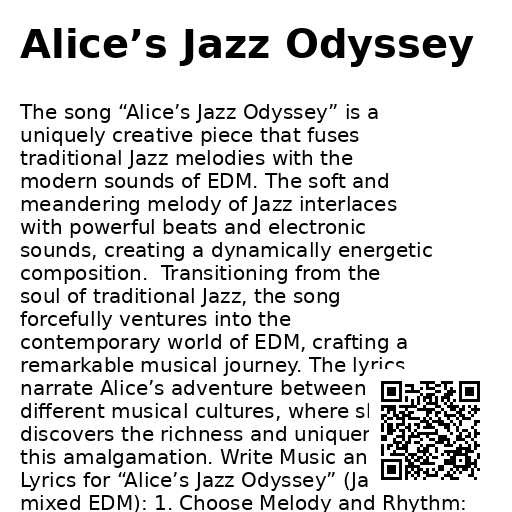 Alice’s Jazz Odyssey
The song “Alice’s Jazz Odyssey” is a
uniquely creative piece that fuses
traditional Jazz melodies with the
modern sounds of EDM. The soft and
meandering melody of Jazz interlaces
with powerful beats and electronic
sounds, creating a dynamically energetic
composition.  Transitioning from the
soul of traditional Jazz, the song
forcefully ventures into the
contemporary world of EDM, crafting a
remarkable musical journey. The lyrics
narrate Alice’s adventure between
different musical cultures, where
discovers the richness and
this amalgamation. Write Music
Lyrics for “Alice’s Jazz Odyssey”
mixed EDM): 1. Choose Melody and Rhythm: